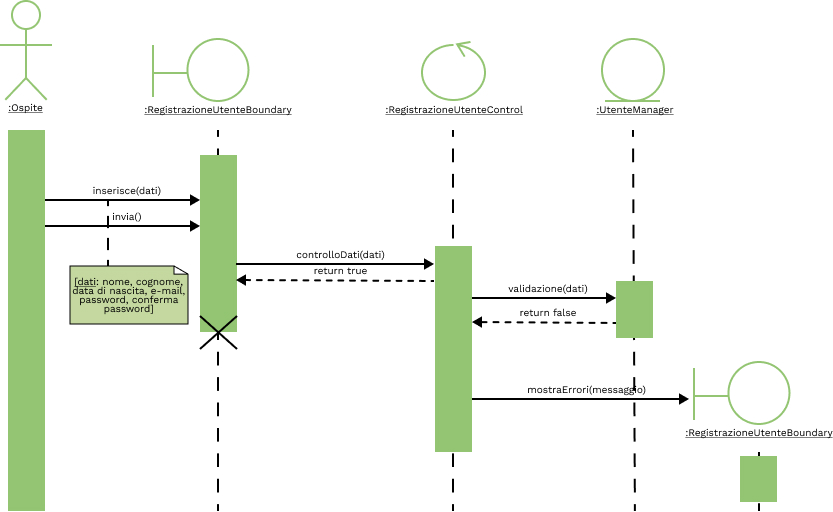 :Ospite
:RegistrazioneUtenteBoundary
:RegistrazioneUtenteControl
:UtenteManager
inserisce(dati)
invia()
controlloDati(dati)
return true
[dati: nome, cognome,
data di nascita, e-mail,
password, conferma
password]
validazione(dati)
return false
mostraErrori(messaggio)
:RegistrazioneUtenteBoundary